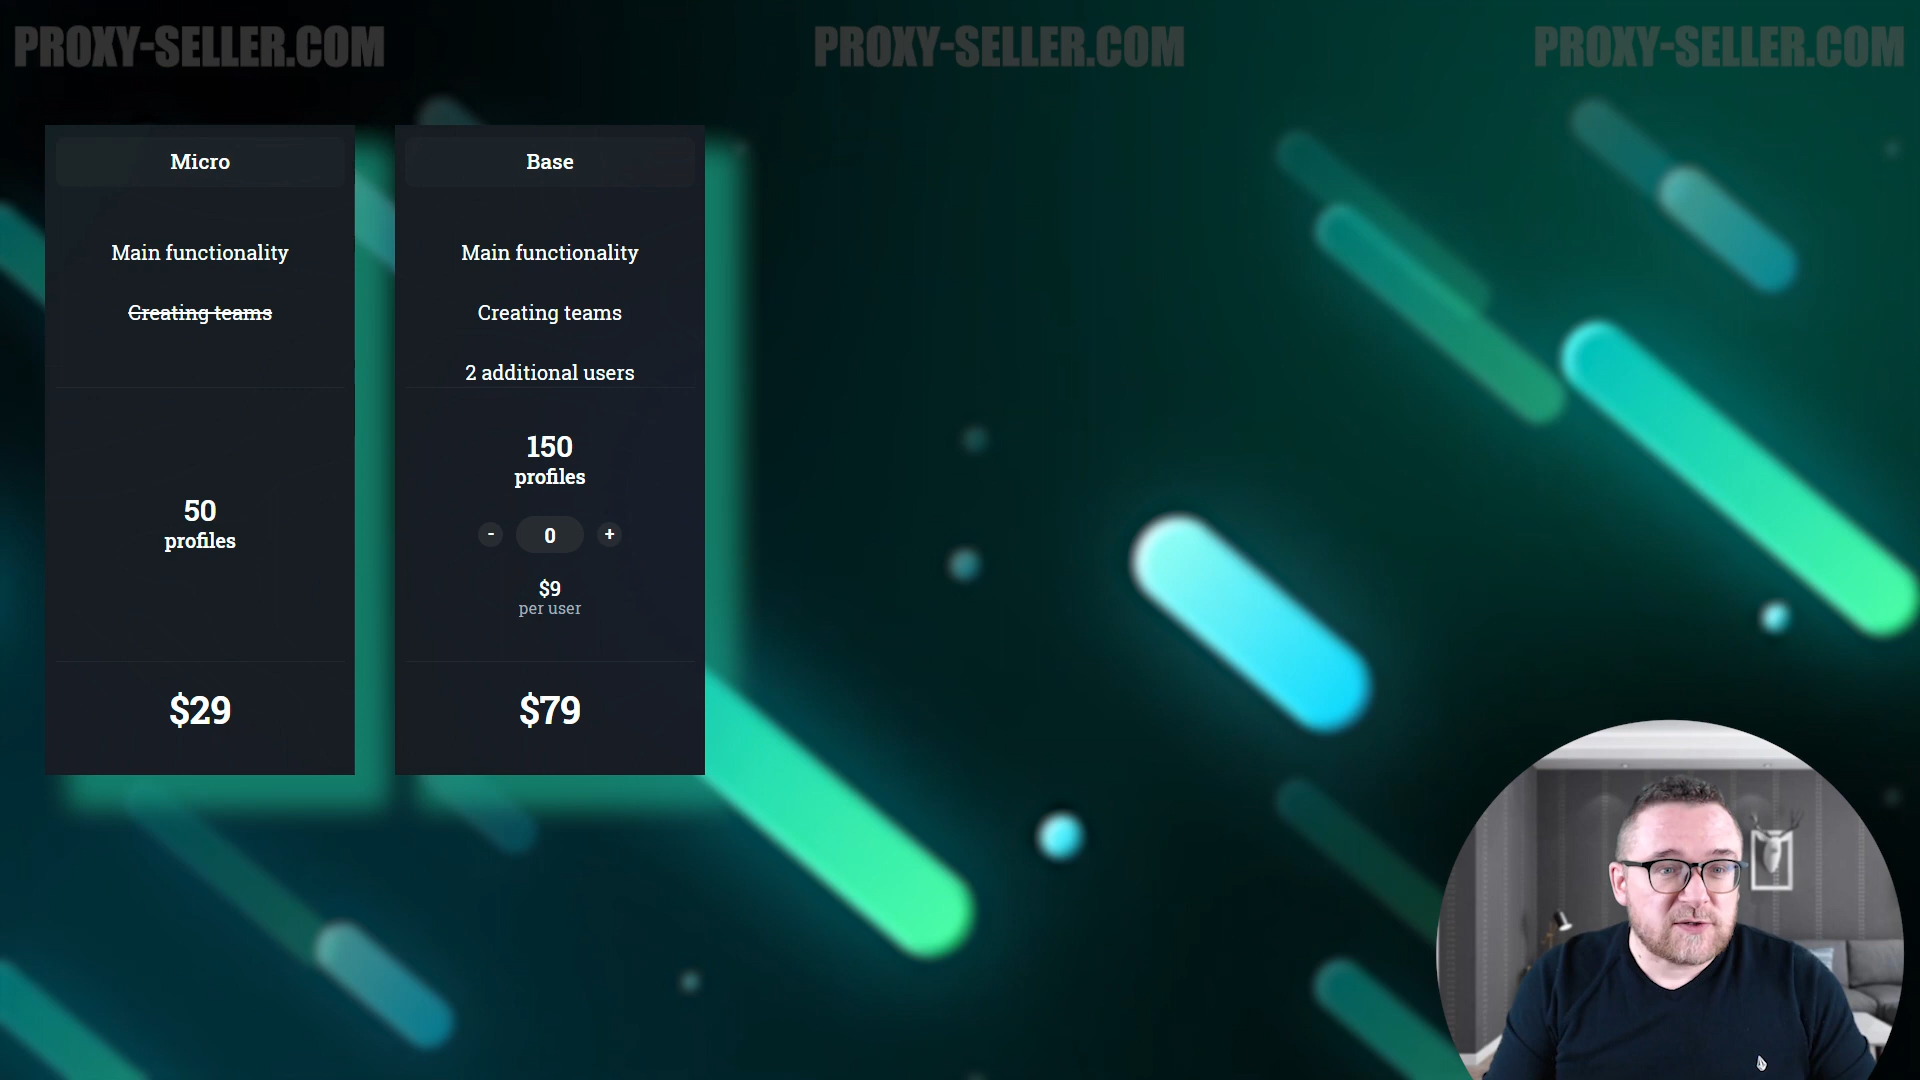 PROXY-SELLER.COM
PROXY-SELLER.COM
PROXY-SELLER.COM
Micro
Main functionality
Creating teams
50
profiles
$29
Base
Main functionality
Creating teams
2 additional users
150
profiles
- 0 +
$9
per user
$79